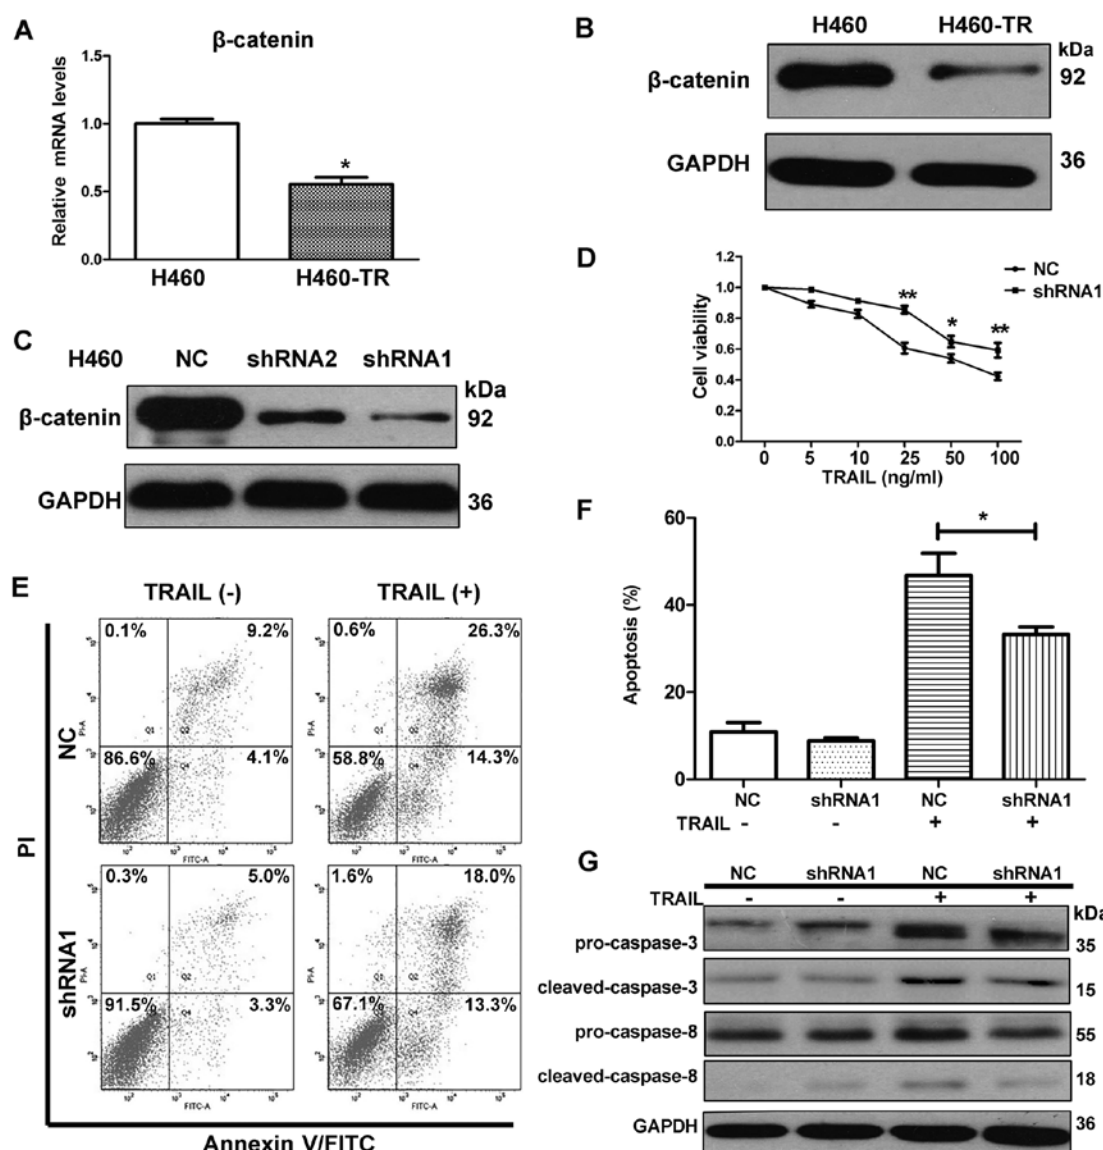 A
β-catenin
Relative mRNA levels
1.5
1.0
0.5
0.0
H460
H460-TR
*
B
H460 H460-TR
kDa
β-catenin 92
GAPDH 36
C
H460 NC shRNA2 shRNA1
kDa
β-catenin 92
GAPDH 36
D
NC
shRNA1
Cell viability
1.2
1.0
0.8
0.6
0.4
0.2
0.0
** * **
0 5 10 25 50 100
TRAIL (ng/ml)
E
TRAIL (-) TRAIL (+)
PI
NC
0.1% 9.2%
86.6% 4.1%
0.6% 26.3%
58.8% 14.3%
shRNA1
0.3% 5.0%
91.5% 3.3%
1.6% 18.0%
67.1% 13.3%
PI-A
FITC-A
Q1 Q2 Q4
Annexin V/FITC
F
Apoptosis (%)
60
40
20
0
*
NC shRNA1 NC shRNA1
TRAIL - - + +
G
NC shRNA1 NC shRNA1
TRAIL - - + +
kDa
pro-caspase-3 35
cleaved-caspase-3 15
pro-caspase-8 55
cleaved-caspase-8 18
GAPDH 36